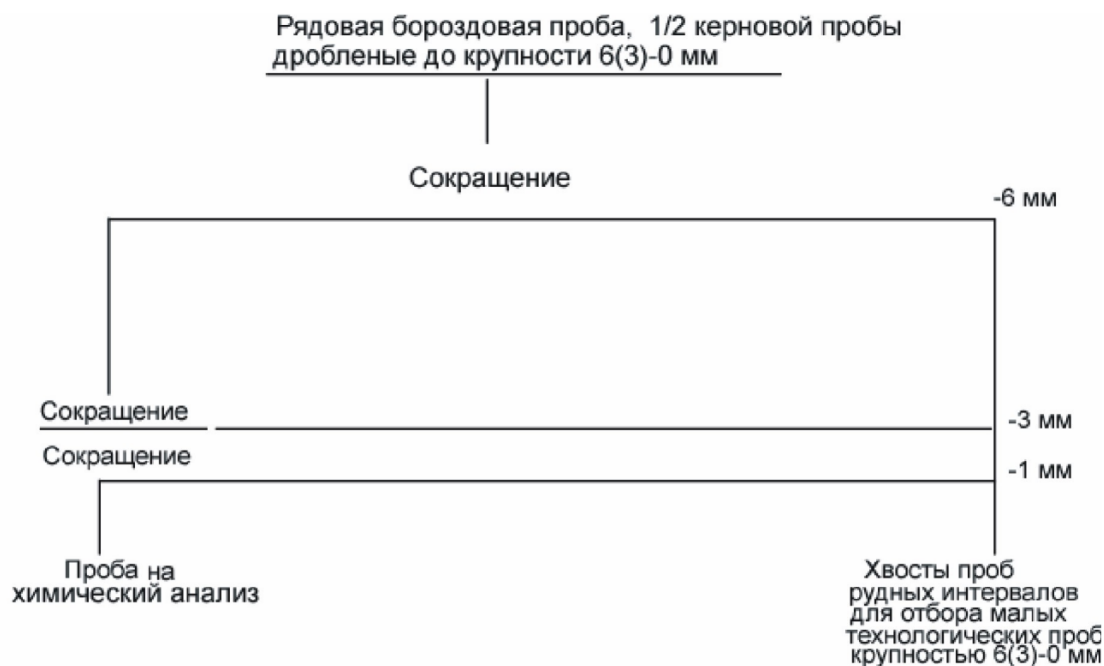 Рядовая бороздовая проба, 1/2 керновой пробы
дробленые до крупности 6(3)-0 мм
Сокращение
-6 мм
Сокращение
-3 мм
Сокращение
-1 мм
Проба на
химический анализ
Хвосты проб
рудных интервалов
для отбора малых
технологических проб
крупностью 6(3)-0 мм